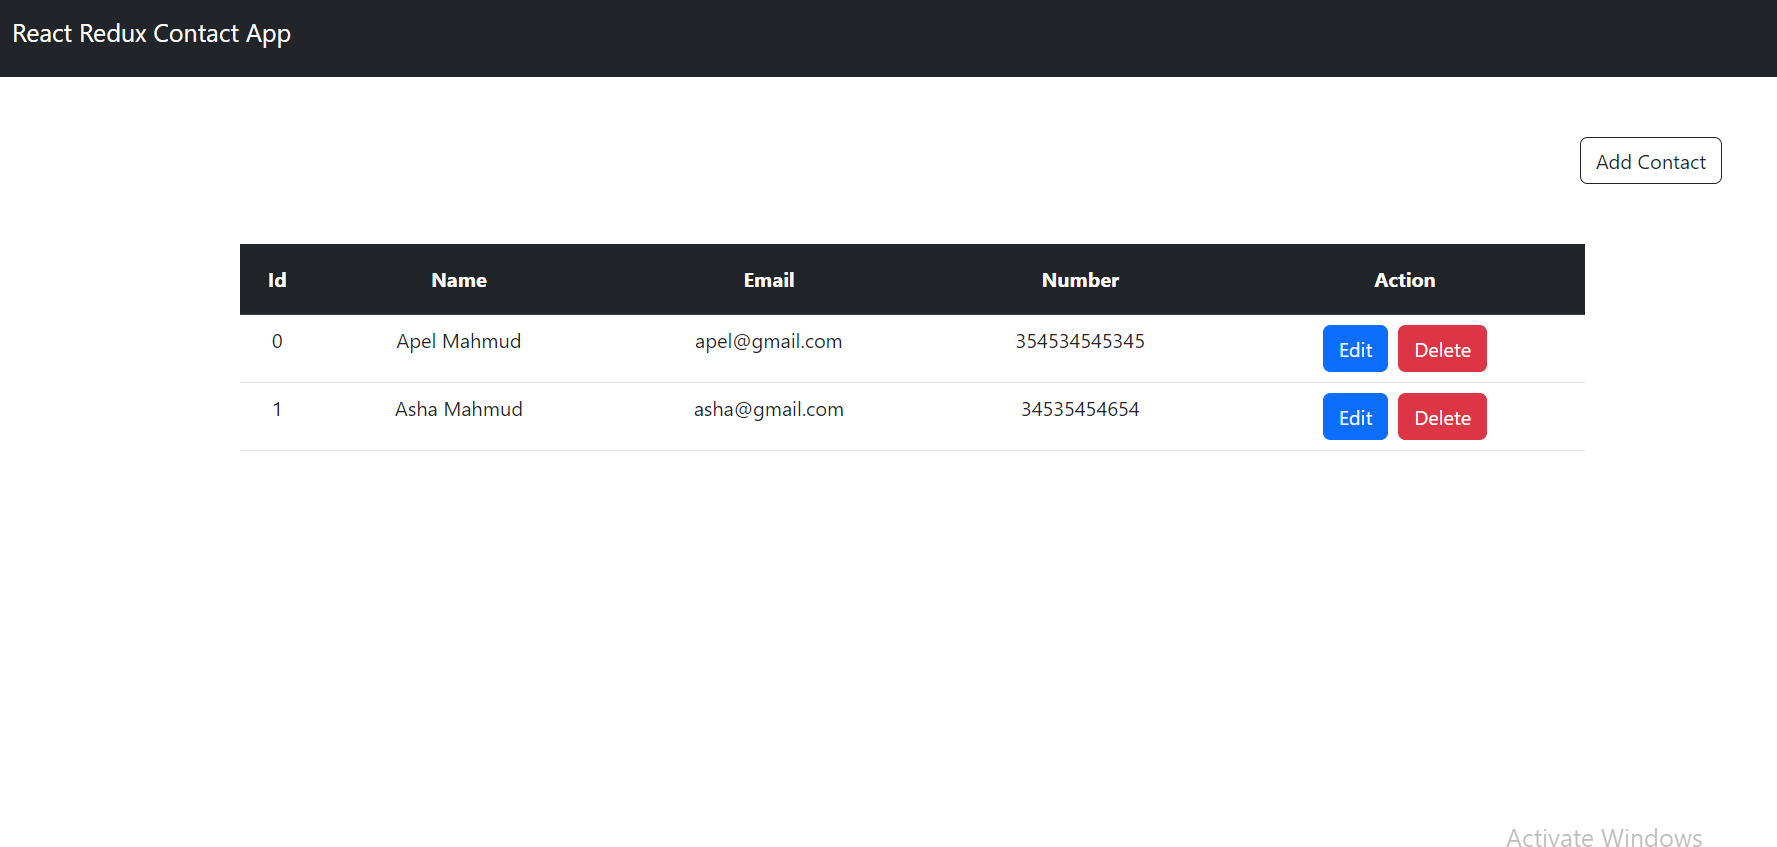 React Redux Contact App
Add Contact
Id Name Email Number Action
0 Apel Mahmud apel@gmail.com 354534545345 Edit Delete
1 Asha Mahmud asha@gmail.com 34535454654 Edit Delete
Activate Windows